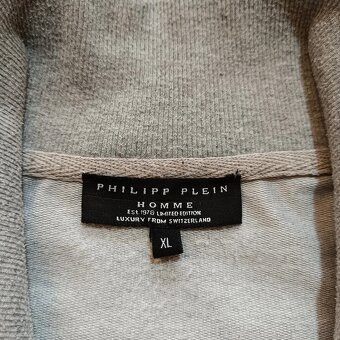 PHILIPP PLEIN
HOMME
Est.1978 LIMITED EDITION
LUXURY FROM SWITZERLAND
XL